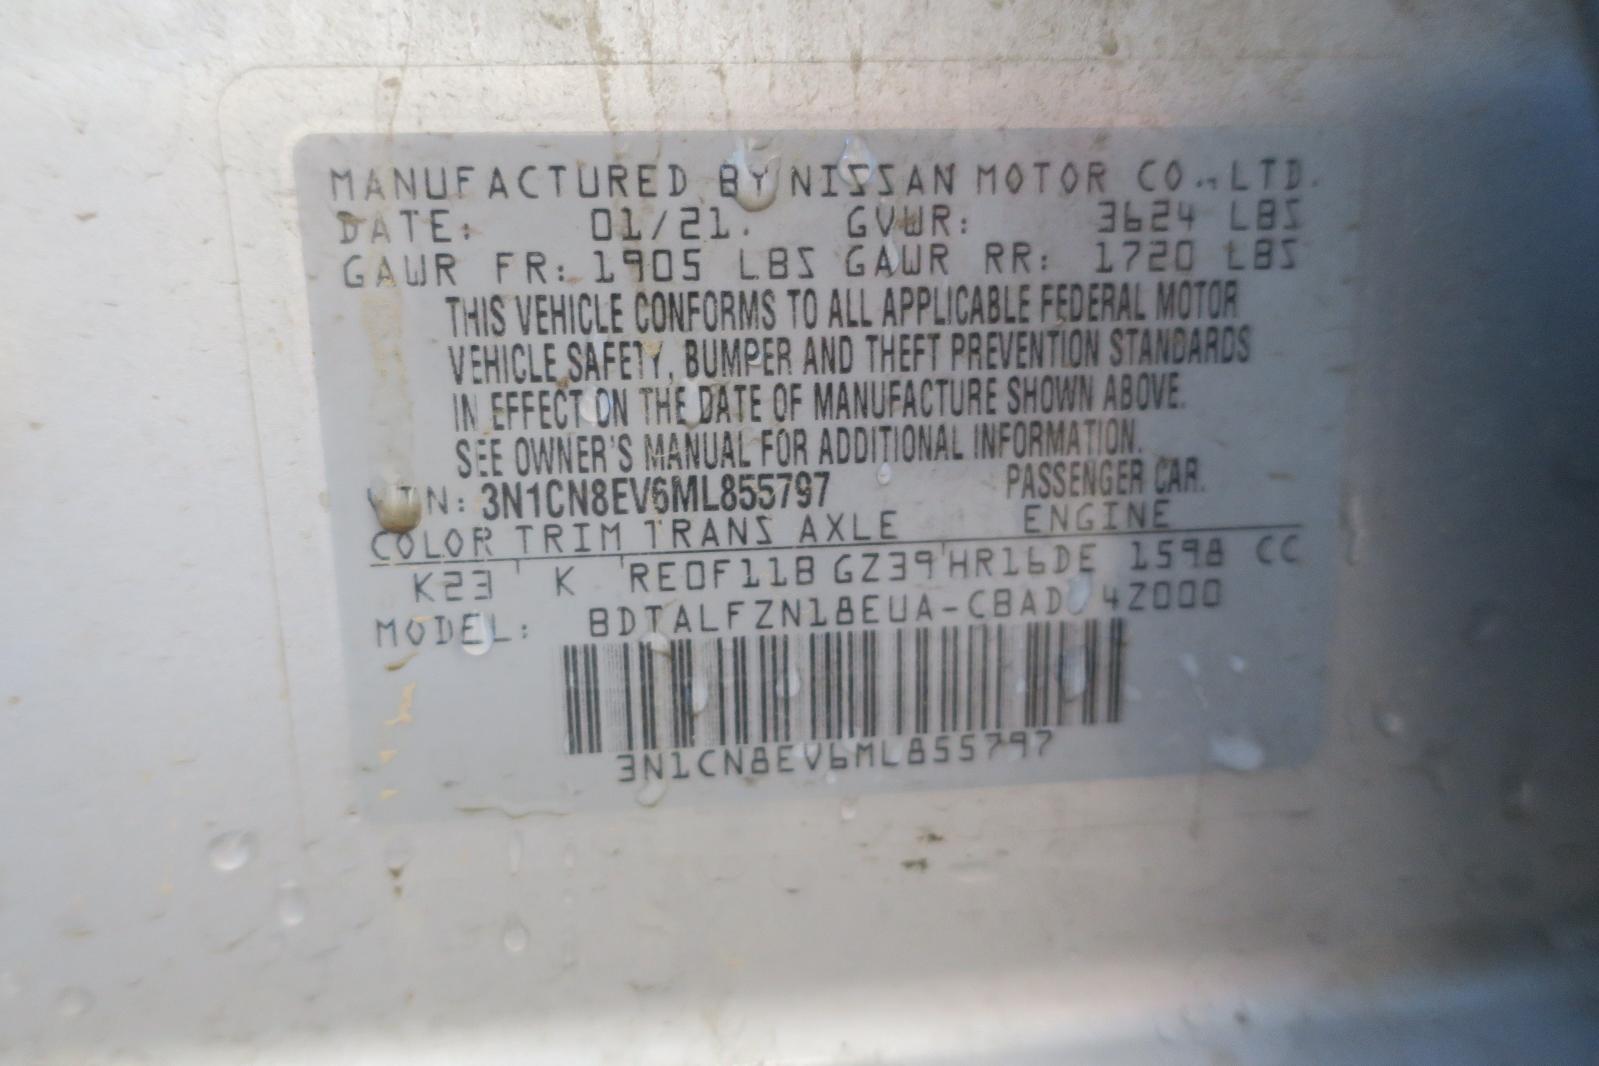 MANUFACTURED BY NISSAN MOTOR CO., LTD.
DATE: 01/21. GVWR: 3624 LBS
GAWR FR: 1905 LBS GAWR RR: 1720 LBS
THIS VEHICLE CONFORMS TO ALL APPLICABLE FEDERAL MOTOR
VEHICLE SAFETY, BUMPER AND THEFT PREVENTION STANDARDS
IN EFFECT ON THE DATE OF MANUFACTURE SHOWN ABOVE.
SEE OWNER'S MANUAL FOR ADDITIONAL INFORMATION.
VIN: 3N1CN8EV6ML855797 PASSENGER CAR.
COLOR TRIM TRANS AXLE ENGINE
K23 K RE0F11B GZ39 HR16DE 1598 CC
MODEL: BDTALFZN18EUA-CBAD 4Z000
3N1CN8EV6ML855797